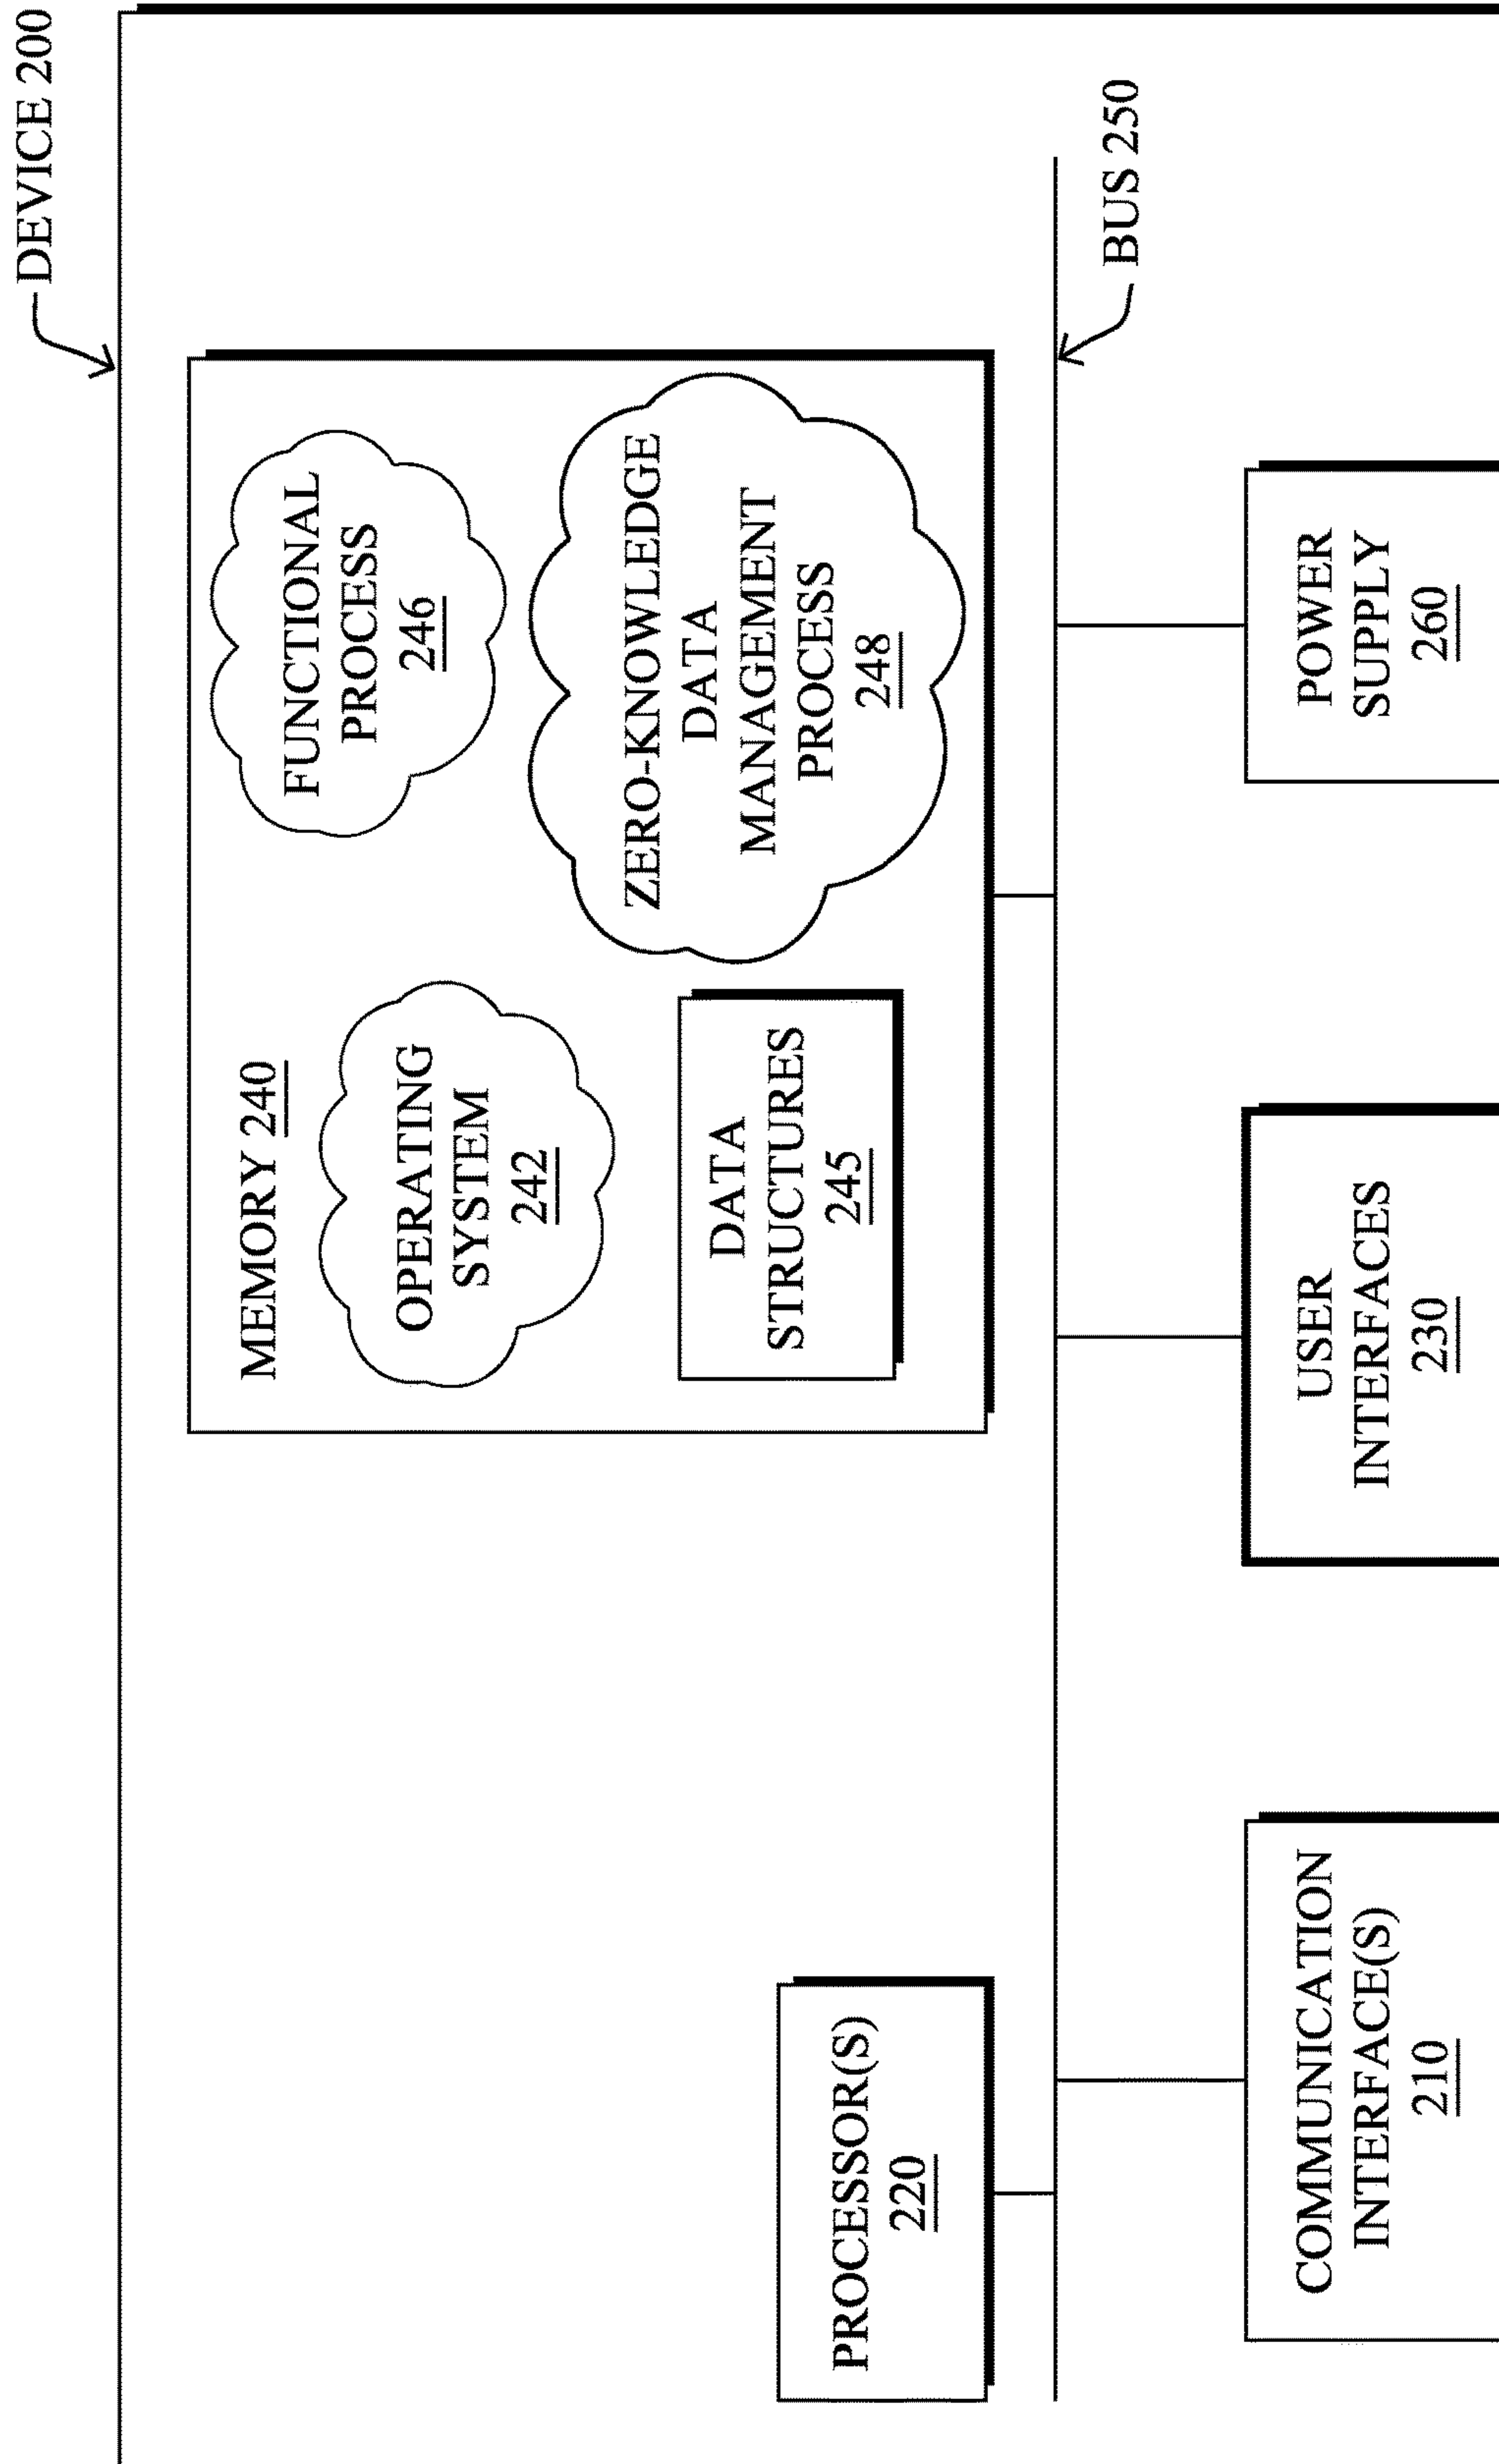 DEVICE 200
MEMORY 240
FUNCTIONAL
PROCESS
246
OPERATING
SYSTEM
242
ZERO-KNOWLEDGE
DATA
MANAGEMENT
PROCESS
248
DATA
STRUCTURES
245
PROCESSOR(S)
220
BUS 250
COMMUNICATION
INTERFACE(S)
210
USER
INTERFACES
230
POWER
SUPPLY
260